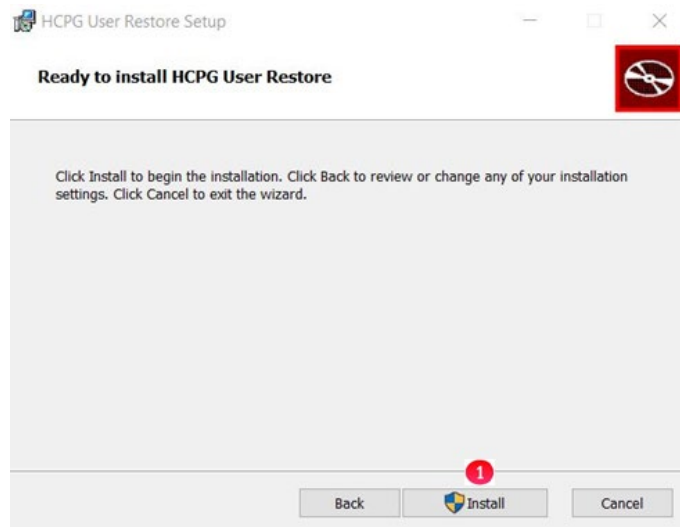 HCPG User Restore Setup
Ready to install HCPG User Restore
Click Install to begin the installation. Click Back to review or change any of your installation
settings. Click Cancel to exit the wizard.
1
Back Install Cancel